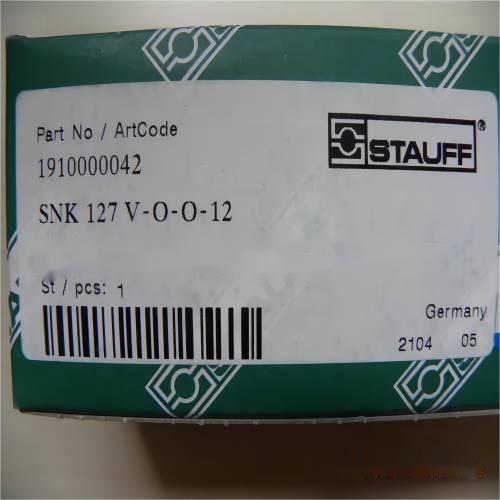 Part No / ArtCode
1910000042
SNK 127 V-O-O-12
St / pcs: 1
STAUFF®
Germany
2104 05